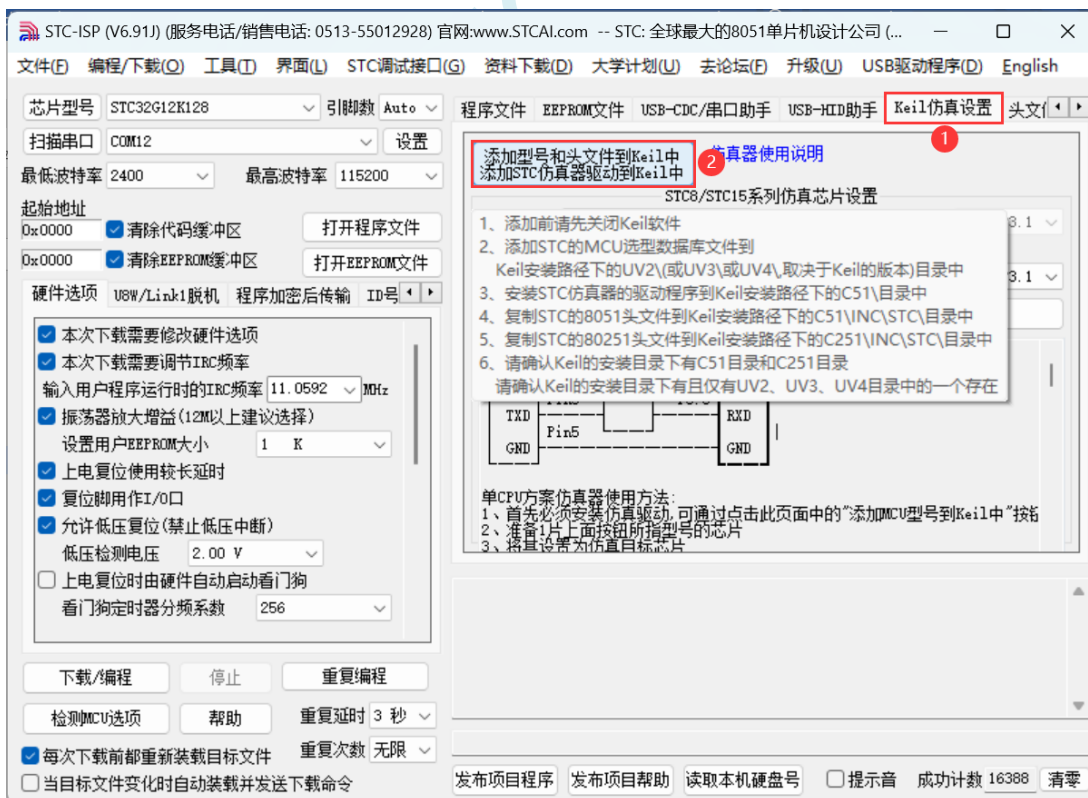 STC-ISP (V6.91J) (服务电话/销售电话: 0513-55012928) 官网:www.STCAI.com -- STC: 全球最大的8051单片机设计公司 (...
文件(F) 编程/下载(O) 工具(T) 界面(L) STC调试接口(G) 资料下载(D) 大学计划(U) 去论坛(F) 升级(U) USB驱动程序(D) English
芯片型号 STC32G12K128 引脚数 Auto
扫描串口 COM12 设置
最低波特率 2400 最高波特率 115200
起始地址
0x0000 清除代码缓冲区 打开程序文件
0x0000 清除EEPROM缓冲区 打开EEPROM文件
硬件选项 U8W/Link1脱机 程序加密后传输 ID号
本次下载需要修改硬件选项
本次下载需要调节IRC频率
输入用户程序运行时的IRC频率 11.0592 MHz
振荡器放大增益(12M以上建议选择)
设置用户EEPROM大小 1 K
上电复位使用较长延时
复位脚用作I/O口
允许低压复位(禁止低压中断)
低压检测电压 2.00 V
上电复位时由硬件自动启动看门狗
看门狗定时器分频系数 256
下载/编程 停止 重复编程
检测MCU选项 帮助 重复延时 3 秒
每次下载前都重新装载目标文件 重复次数 无限
当目标文件变化时自动装载并发送下载命令
程序文件 EEPROM文件 USB-CDC/串口助手 USB-HID助手 Keil仿真设置 头文
1
添加型号和头文件到Keil中
添加STC仿真器驱动到Keil中
2
真器使用说明
STC8/STC15系列仿真芯片设置
1、添加前请先关闭Keil软件
3.1
2、添加STC的MCU选型数据库文件到
Keil安装路径下的UV2\(或UV3\或UV4\,取决于Keil的版本)目录中
3.1
3、安装STC仿真器的驱动程序到Keil安装路径下的C51\目录中
4、复制STC的8051头文件到Keil安装路径下的C51\INC\STC\目录中
5、复制STC的80251头文件到Keil安装路径下的C251\INC\STC\目录中
6、请确认Keil的安装目录下有C51目录和C251目录
请确认Keil的安装目录下有且仅有UV2、UV3、UV4目录中的一个存在
TXD RXD
Pin5
GND GND
单CPU方案仿真器使用方法:
1、首先必须安装仿真驱动,可通过点击此页面中的"添加MCU型号到Keil中"按钮
2、准备1片上面按钮所指型号的芯片
3、将其设置为仿真目标芯片
发布项目程序 发布项目帮助 读取本机硬盘号 提示音 成功计数 16388 清零